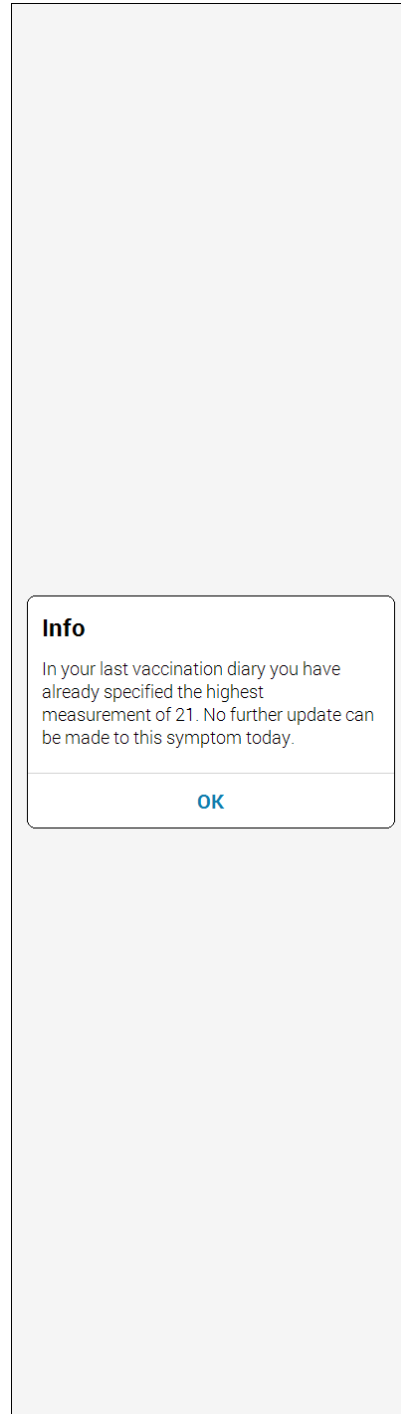 Info
In your last vaccination diary you have
already specified the highest
measurement of 21. No further update can
be made to this symptom today.
OK